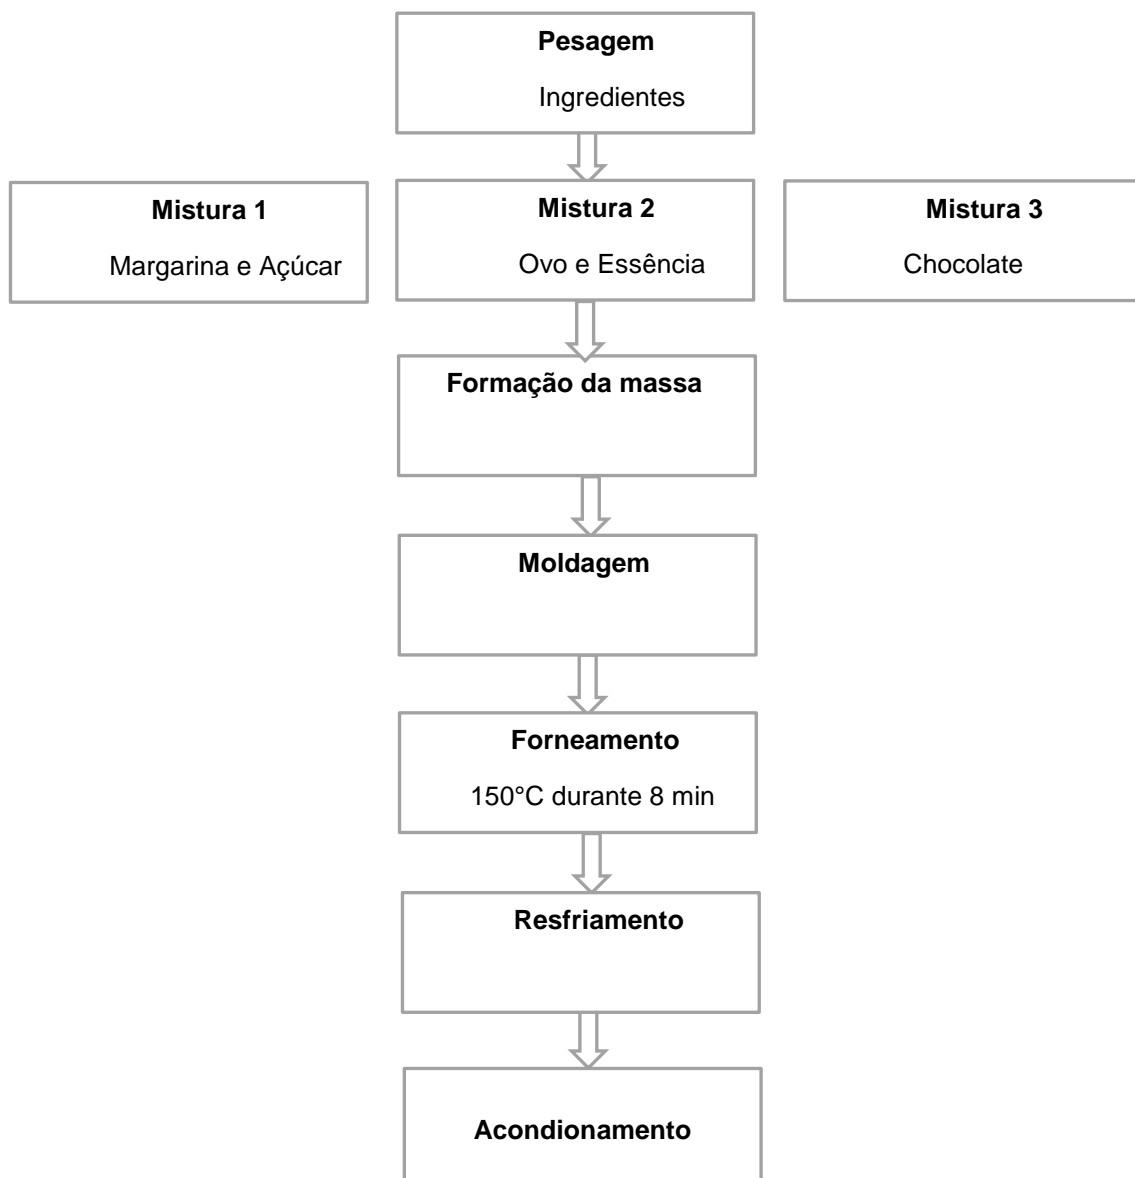 Pesagem
Ingredientes
Mistura 1
Margarina e Açúcar
Mistura 2
Ovo e Essência
Mistura 3
Chocolate
Formação da massa
Moldagem
Forneamento
150°C durante 8 min
Resfriamento
Acondionamento